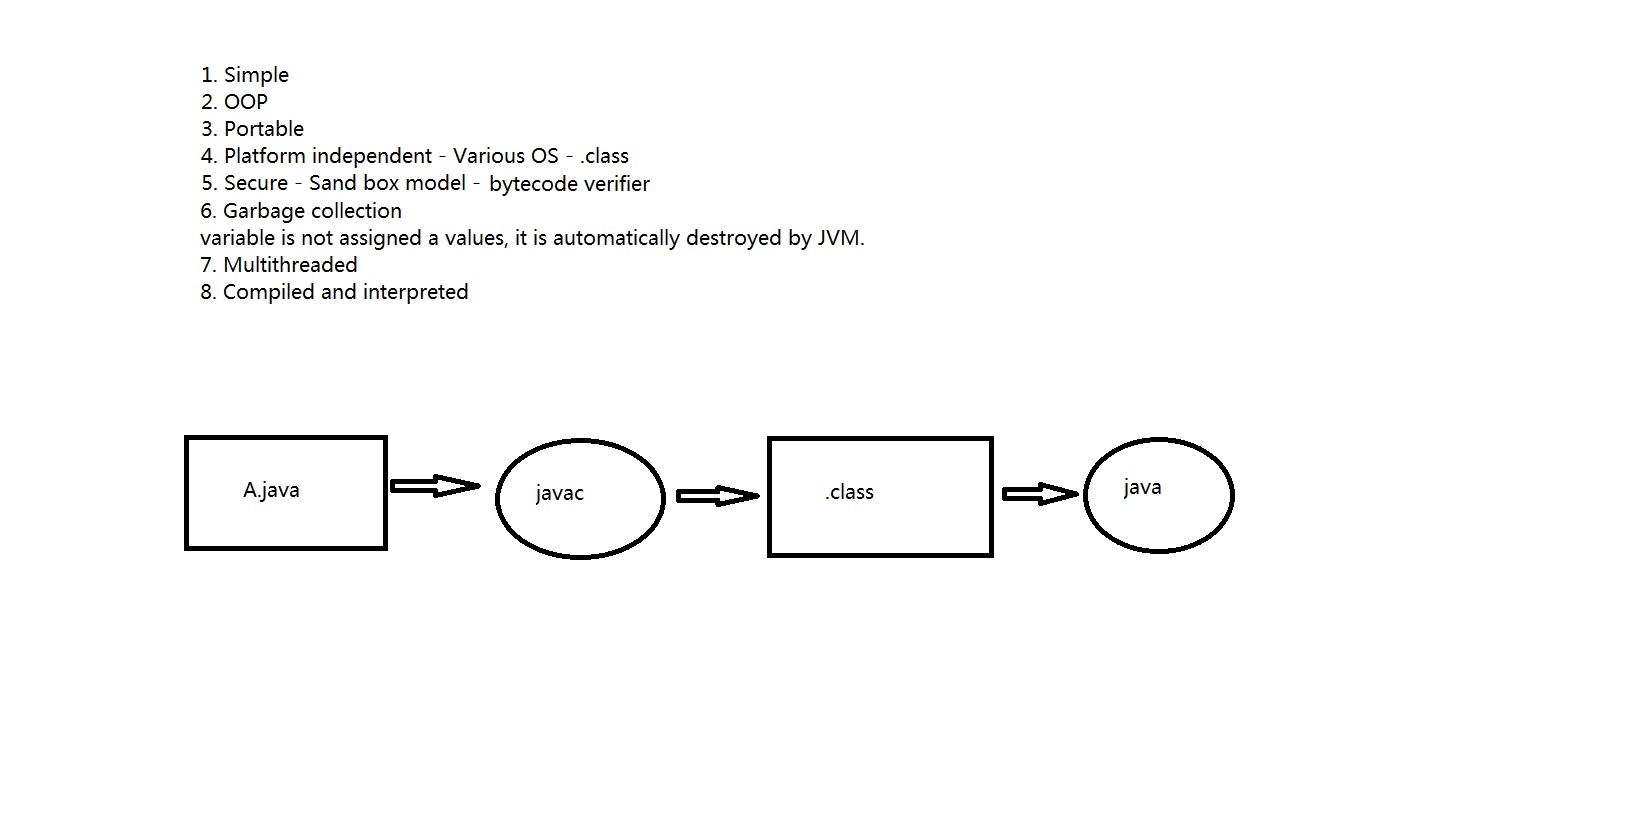 1. Simple
2. OOP
3. Portable
4. Platform independent - Various OS - .class
5. Secure - Sand box model - bytecode verifier
6. Garbage collection
variable is not assigned a values, it is automatically destroyed by JVM.
7. Multithreaded
8. Compiled and interpreted
A.java
javac
.class
java